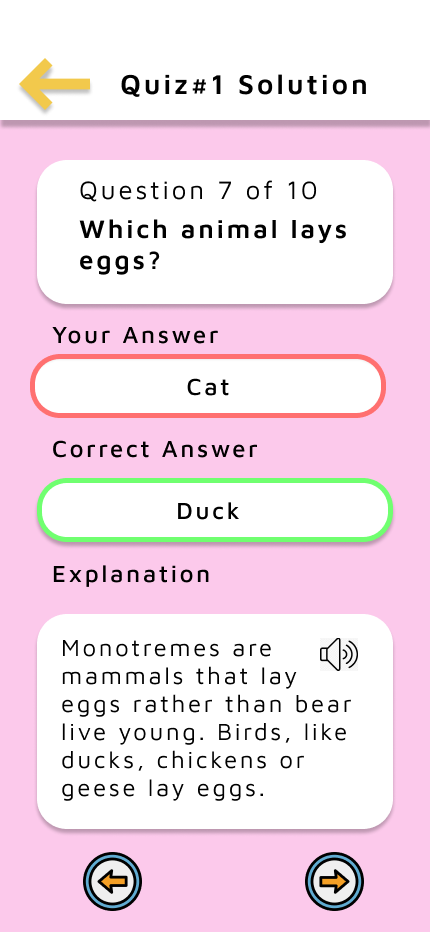 Quiz#1 Solution
Question 7 of 10
Which animal lays
eggs?
Your Answer
Cat
Correct Answer
Duck
Explanation
Monotremes are
mammals that lay
eggs rather than bear
live young. Birds, like
ducks, chickens or
geese lay eggs.